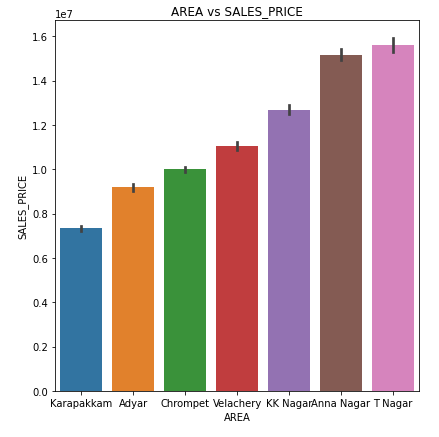 AREA vs SALES_PRICE
1e7
1.6
1.4
1.2
1.0
0.8
0.6
0.4
0.2
0.0
SALES_PRICE
Karapakkam Adyar Chrompet Velachery KK Nagar Anna Nagar T Nagar
AREA